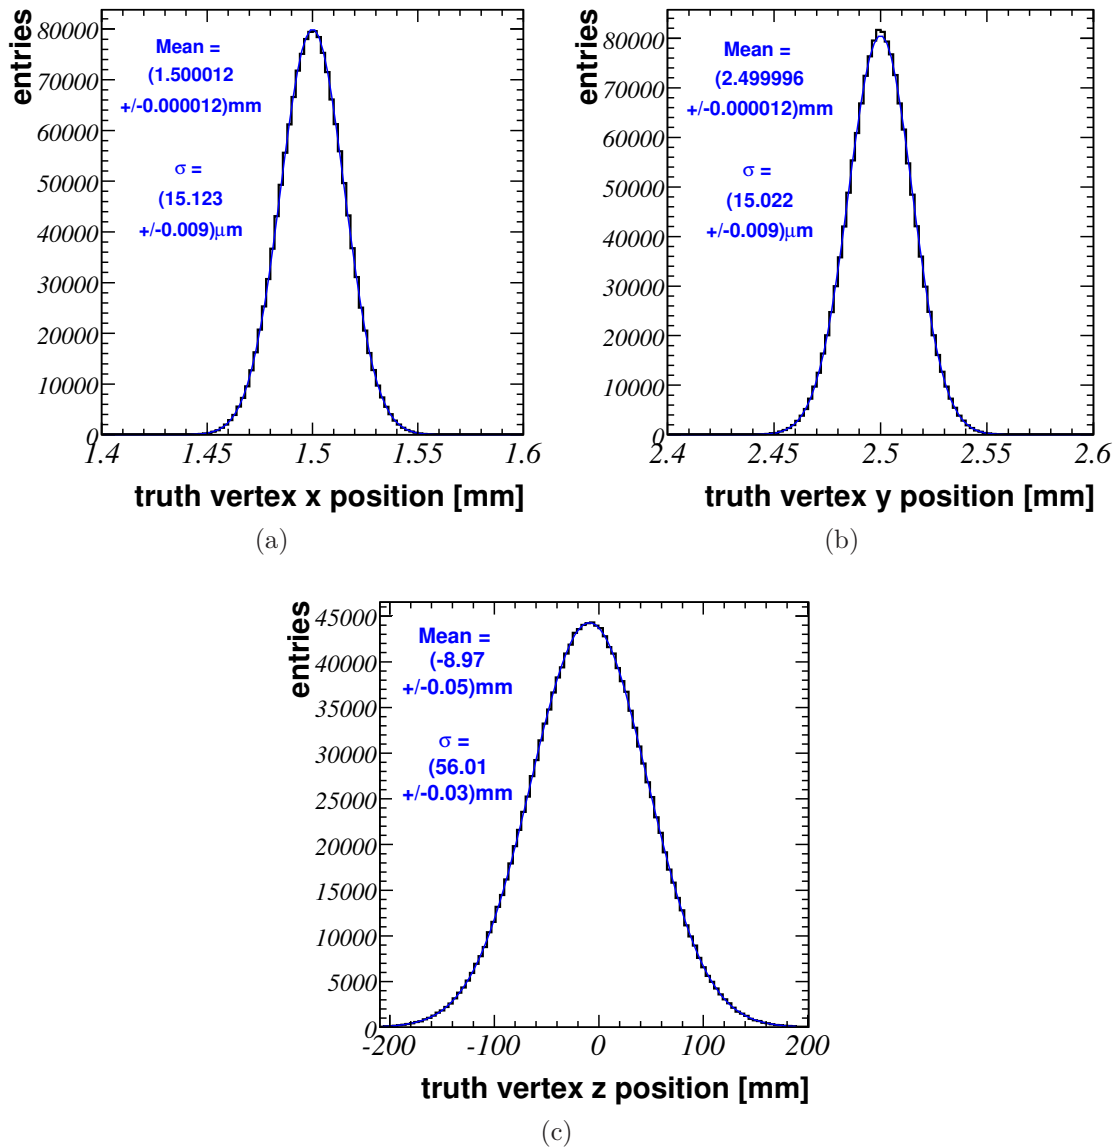 entries
80000
70000
60000
50000
40000
30000
20000
10000
0
Mean =
(1.500012
+/-0.000012)mm
σ =
(15.123
+/-0.009)μm
1.4 1.45 1.5 1.55 1.6
truth vertex x position [mm]
(a)
entries
80000
70000
60000
50000
40000
30000
20000
10000
0
Mean =
(2.499996
+/-0.000012)mm
σ =
(15.022
+/-0.009)μm
2.4 2.45 2.5 2.55 2.6
truth vertex y position [mm]
(b)
entries
45000
40000
35000
30000
25000
20000
15000
10000
5000
0
Mean =
(-8.97
+/-0.05)mm
σ =
(56.01
+/-0.03)mm
-200 -100 0 100 200
truth vertex z position [mm]
(c)